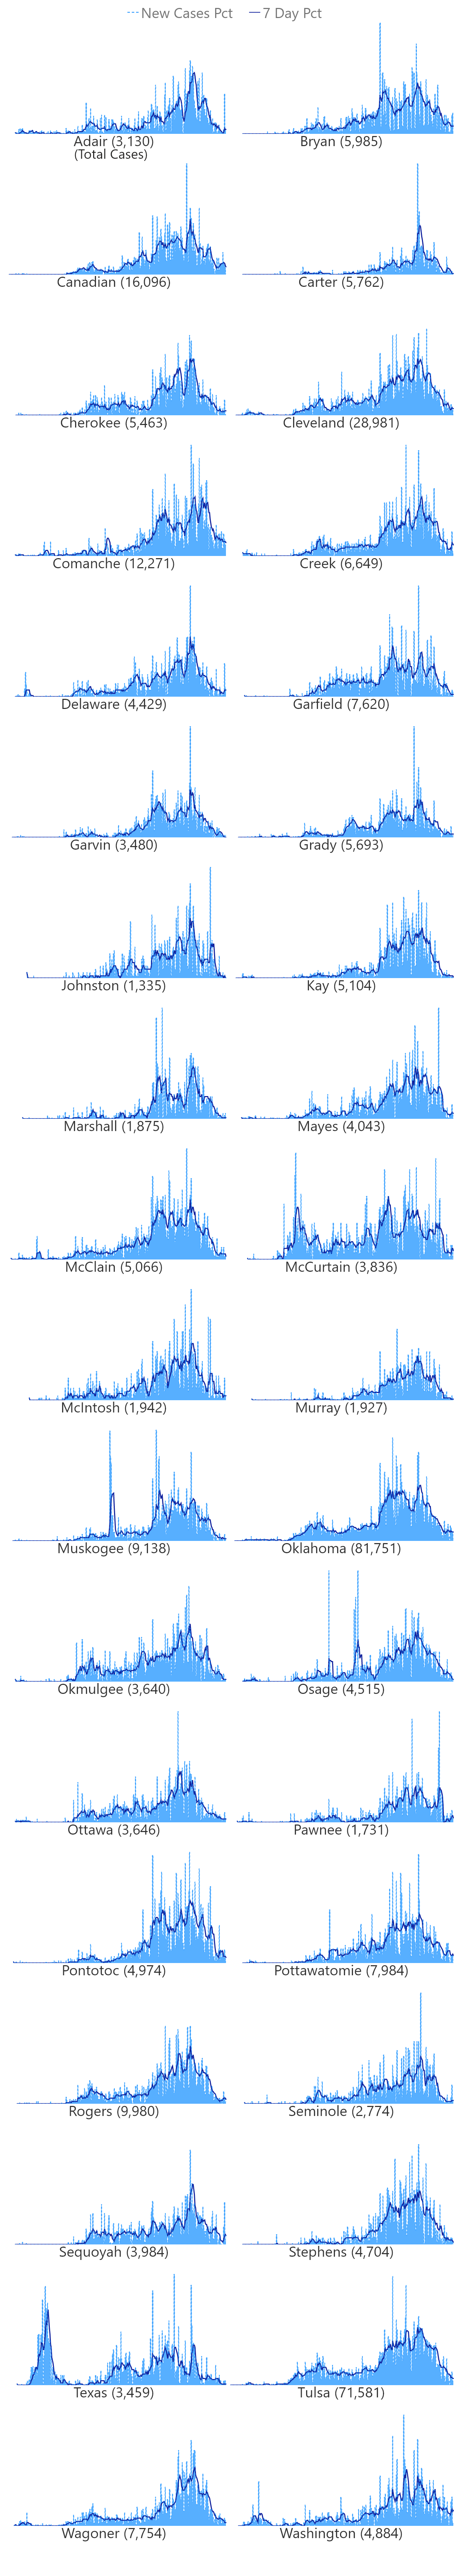 New Cases Pct 7 Day Pct
Adair (3,130) Bryan (5,985)
(Total Cases)
Canadian (16,096) Carter (5,762)
Cherokee (5,463) Cleveland (28,981)
Comanche (12,271) Creek (6,649)
Delaware (4,429) Garfield (7,620)
Garvin (3,480) Grady (5,693)
Johnston (1,335) Kay (5,104)
Marshall (1,875) Mayes (4,043)
McClain (5,066) McCurtain (3,836)
McIntosh (1,942) Murray (1,927)
Muskogee (9,138) Oklahoma (81,751)
Okmulgee (3,640) Osage (4,515)
Ottawa (3,646) Pawnee (1,731)
Pontotoc (4,974) Pottawatomie (7,984)
Rogers (9,980) Seminole (2,774)
Sequoyah (3,984) Stephens (4,704)
Texas (3,459) Tulsa (71,581)
Wagoner (7,754) Washington (4,884)